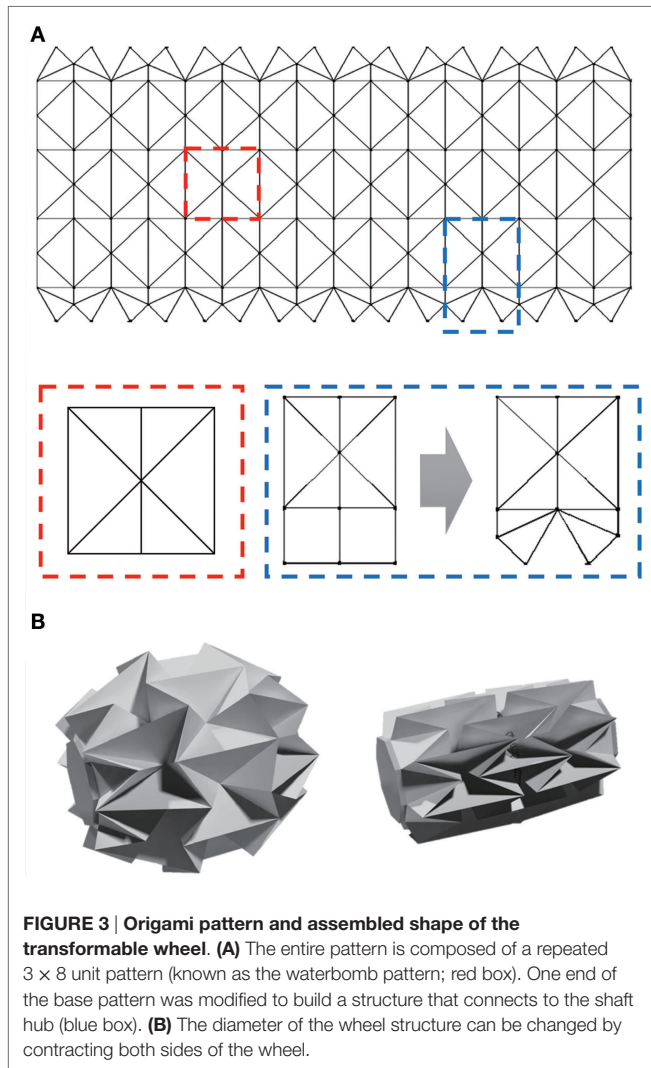 A
B
FIGURE 3 | Origami pattern and assembled shape of the
transformable wheel. (A) The entire pattern is composed of a repeated
3 × 8 unit pattern (known as the waterbomb pattern; red box). One end of
the base pattern was modified to build a structure that connects to the shaft
hub (blue box). (B) The diameter of the wheel structure can be changed by
contracting both sides of the wheel.